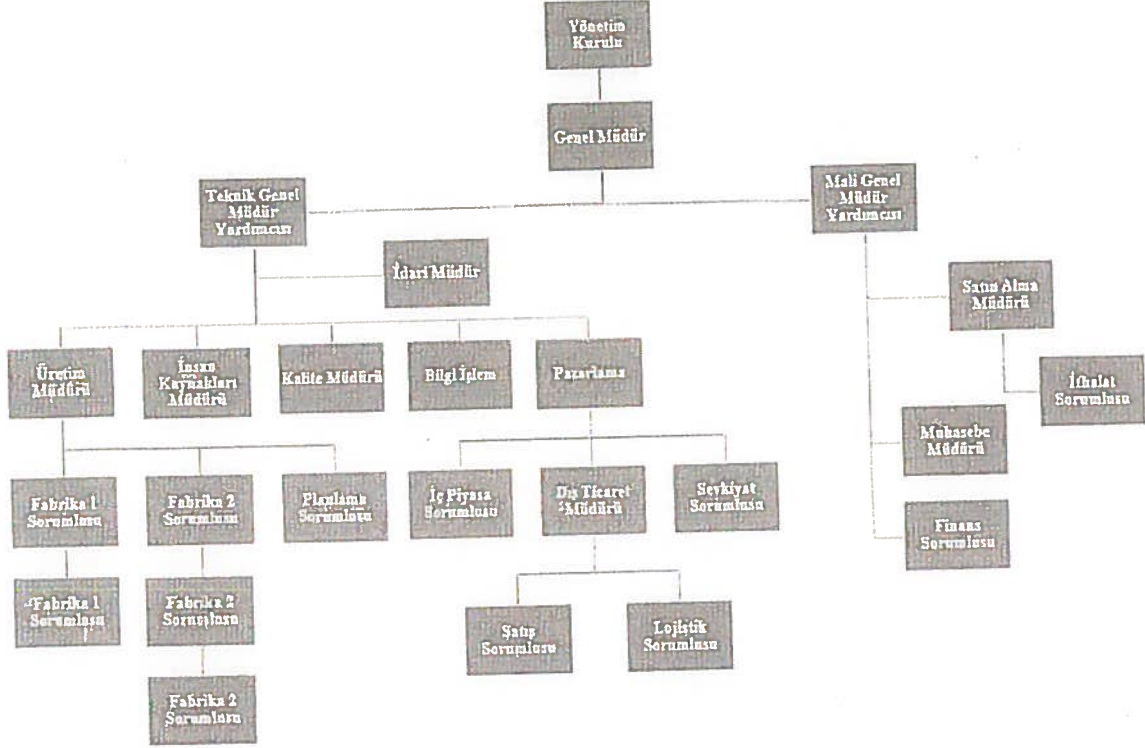 Yönetim
Kurulu
Genel Müdür
Teknik Genel
Müdür
Yardımcısı
Mali Genel
Müdür
Yardımcısı
İdari Müdür
Satın Alma
Müdürü
Üretim
Müdürü
İnsan
Kaynakları
Müdürü
Kalite Müdürü
Bilgi İşlem
Pazarlama
İthalat
Sorumlusu
Muhasebe
Müdürü
Fabrika 1
Sorumlusu
Fabrika 2
Sorumlusu
Planlama
Sorumlusu
İç Piyasa
Sorumlusu
Dış Ticaret
Müdürü
Sevkiyat
Sorumlusu
Finans
Sorumlusu
Fabrika 1
Sorumlusu
Fabrika 2
Sorumlusu
Satış
Sorumlusu
Lojistik
Sorumlusu
Fabrika 2
Sorumlusu